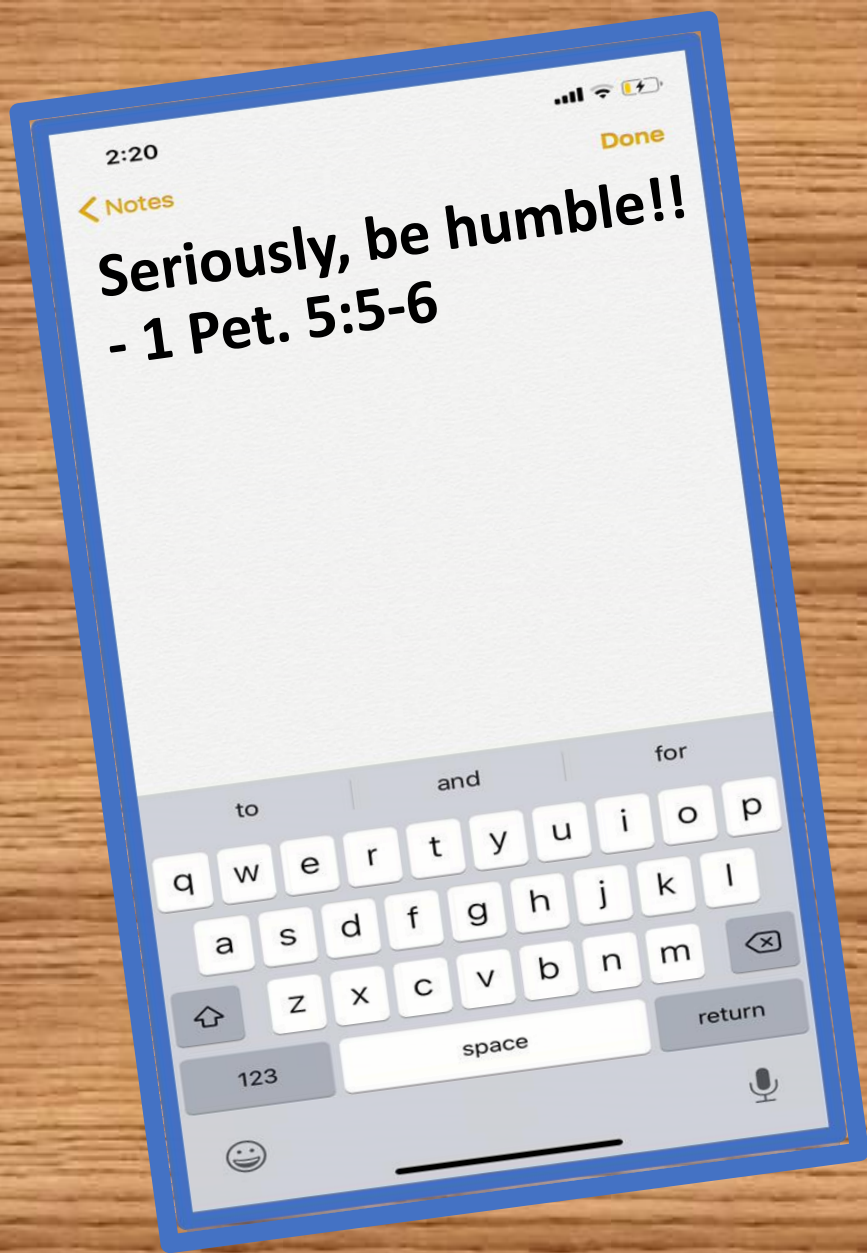 2:20
Done
Notes
Seriously, be humble!!
- 1 Pet. 5:5-6
to and for
q w e r t y u i o p
a s d f g h j k l
z x c v b n m
123 space return